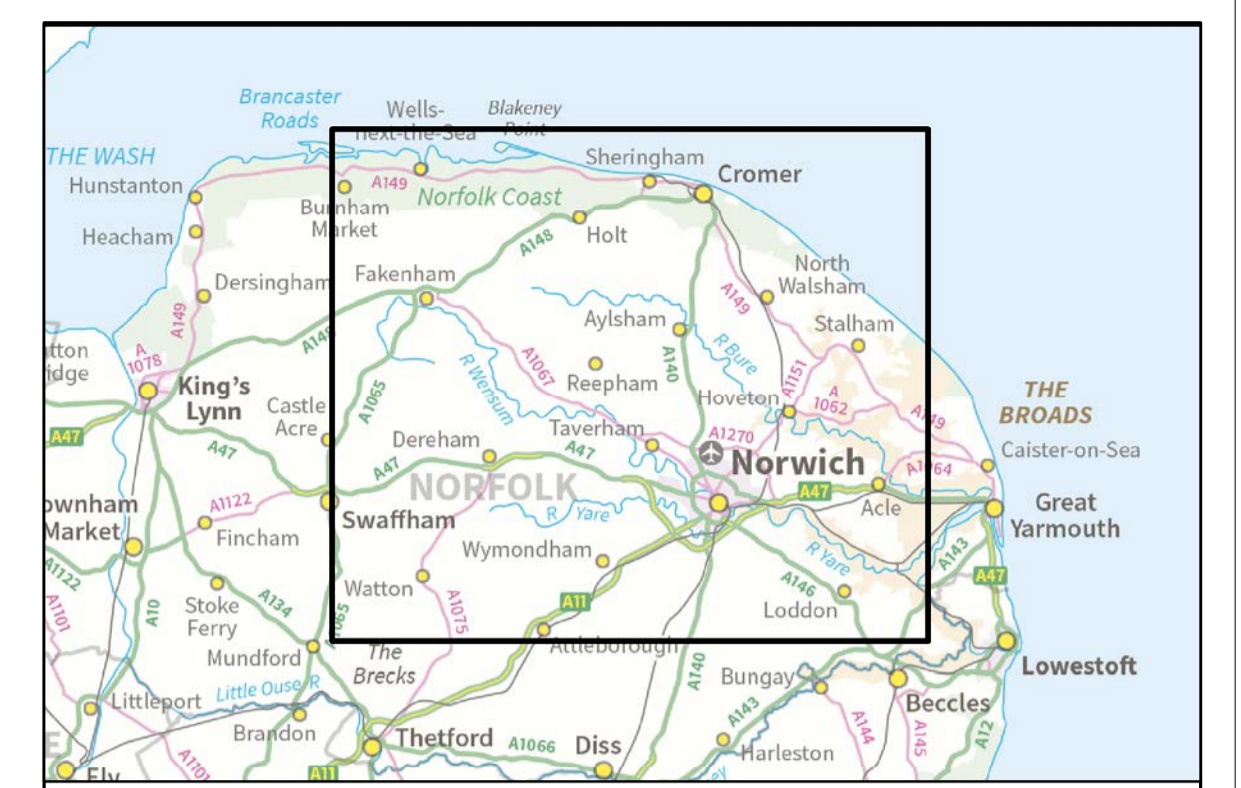 Brancaster
Roads
Wells-
next-the-Sea
Blakeney
Point
THE WASH
Hunstanton
Sheringham
Cromer
A149
Norfolk Coast
Burnham
Market
Heacham
Holt
A148
Dersingham
Fakenham
North
Walsham
A149
A149
A148
Aylsham
Stalham
A
1078
R Bure
A140
R Wensum
A1067
Reepham
King's
Lynn
A1065
Hoveton
A1151
A
1062
A149
THE
BROADS
Castle
Acre
A47
A47
Dereham
Taverham
A1270
A47
A47
Norwich
A1064
Caister-on-Sea
NORFOLK
A47
Acle
Great
Yarmouth
A1122
R Yare
Swaffham
Fincham
Market
Wymondham
R Yare
A143
A47
A1122
Watton
A146
Loddon
Stoke
Ferry
A134
A10
A1101
A1065
A1075
A11
Attleborough
Mundford
The
Brecks
A140
Bungay
Lowestoft
Little Ouse R
Littleport
Brandon
Beccles
A143
A144
A145
A12
Thetford
A1066
Diss
Harleston
A1101
A11
Ely